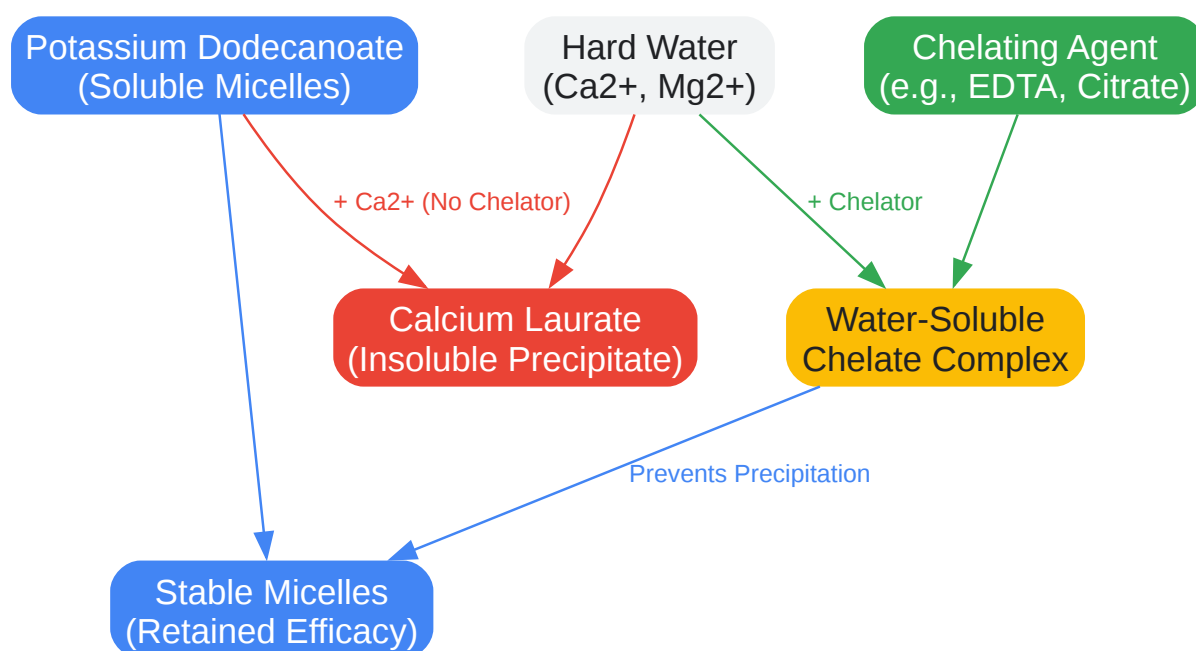 Potassium Dodecanoate
(Soluble Micelles)
Hard Water
(Ca2+, Mg2+)
Chelating Agent
(e.g., EDTA, Citrate)
+ Ca2+ (No Chelator)
+ Chelator
Calcium Laurate
(Insoluble Precipitate)
Water-Soluble
Chelate Complex
Prevents Precipitation
Stable Micelles
(Retained Efficacy)